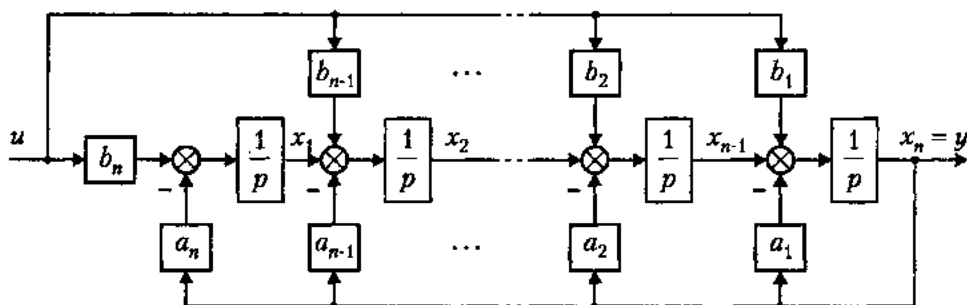 b_{n-1} ... b_2 b_1
u b_n 1/p x_1 1/p x_2 1/p x_{n-1} 1/p x_n = y
− − − −
a_n a_{n-1} ... a_2 a_1